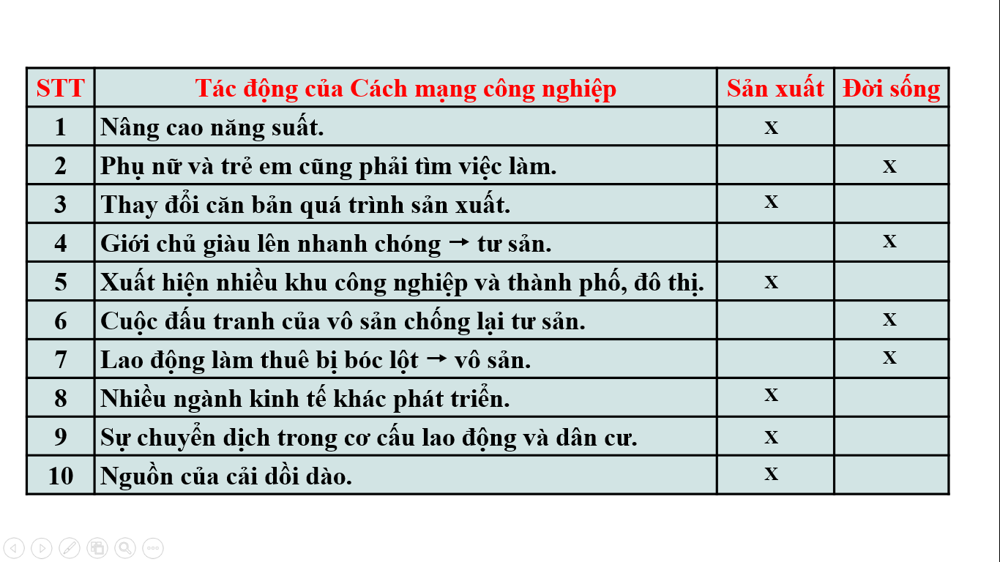 STT Tác động của Cách mạng công nghiệp Sản xuất Đời sống
1 Nâng cao năng suất. x
2 Phụ nữ và trẻ em cũng phải tìm việc làm. x
3 Thay đổi căn bản quá trình sản xuất. x
4 Giới chủ giàu lên nhanh chóng → tư sản. x
5 Xuất hiện nhiều khu công nghiệp và thành phố, đô thị. x
6 Cuộc đấu tranh của vô sản chống lại tư sản. x
7 Lao động làm thuê bị bóc lột → vô sản. x
8 Nhiều ngành kinh tế khác phát triển. x
9 Sự chuyển dịch trong cơ cấu lao động và dân cư. x
10 Nguồn của cải dồi dào. x